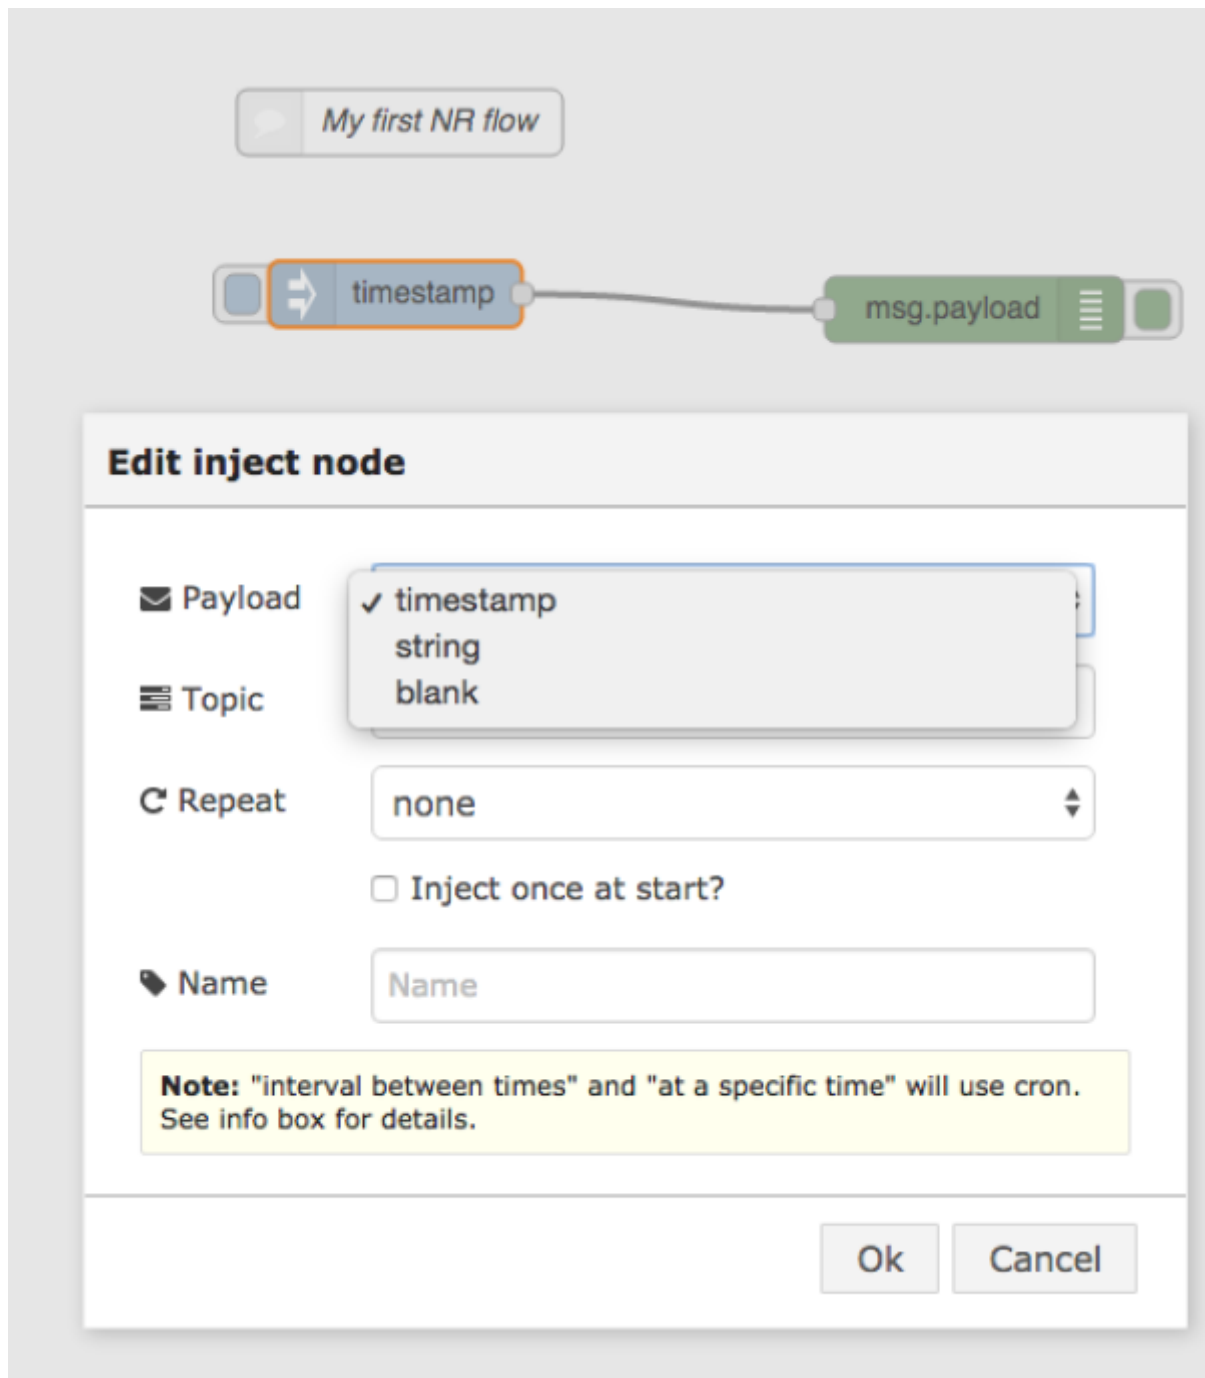 My first NR flow
timestamp
msg.payload
Edit inject node
Payload
✓ timestamp
string
blank
Topic
Repeat
none
Inject once at start?
Name
Name
Note: "interval between times" and "at a specific time" will use cron.
See info box for details.
Ok
Cancel